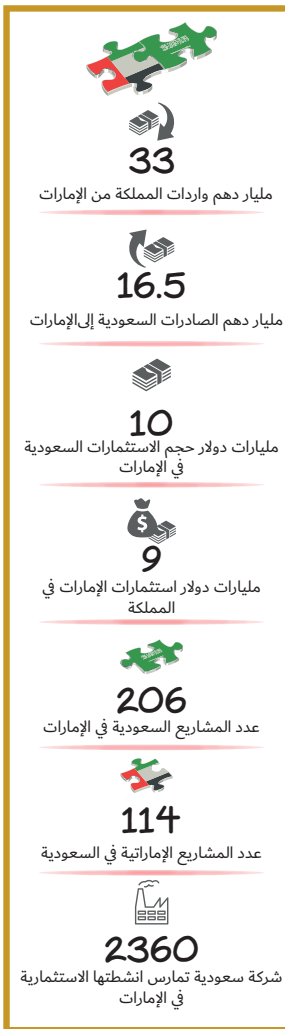 33
مليار دهم واردات المملكة من الإمارات
16.5
مليار دهم الصادرات السعودية إلى الإمارات
10
مليارات دولار حجم الاستثمارات السعودية
في الإمارات
9
مليارات دولار استثمارات الإمارات في
المملكة
206
عدد المشاريع السعودية في الإمارات
114
عدد المشاريع الإماراتية في السعودية
2360
شركة سعودية تمارس انشطتها الاستثمارية
في الإمارات